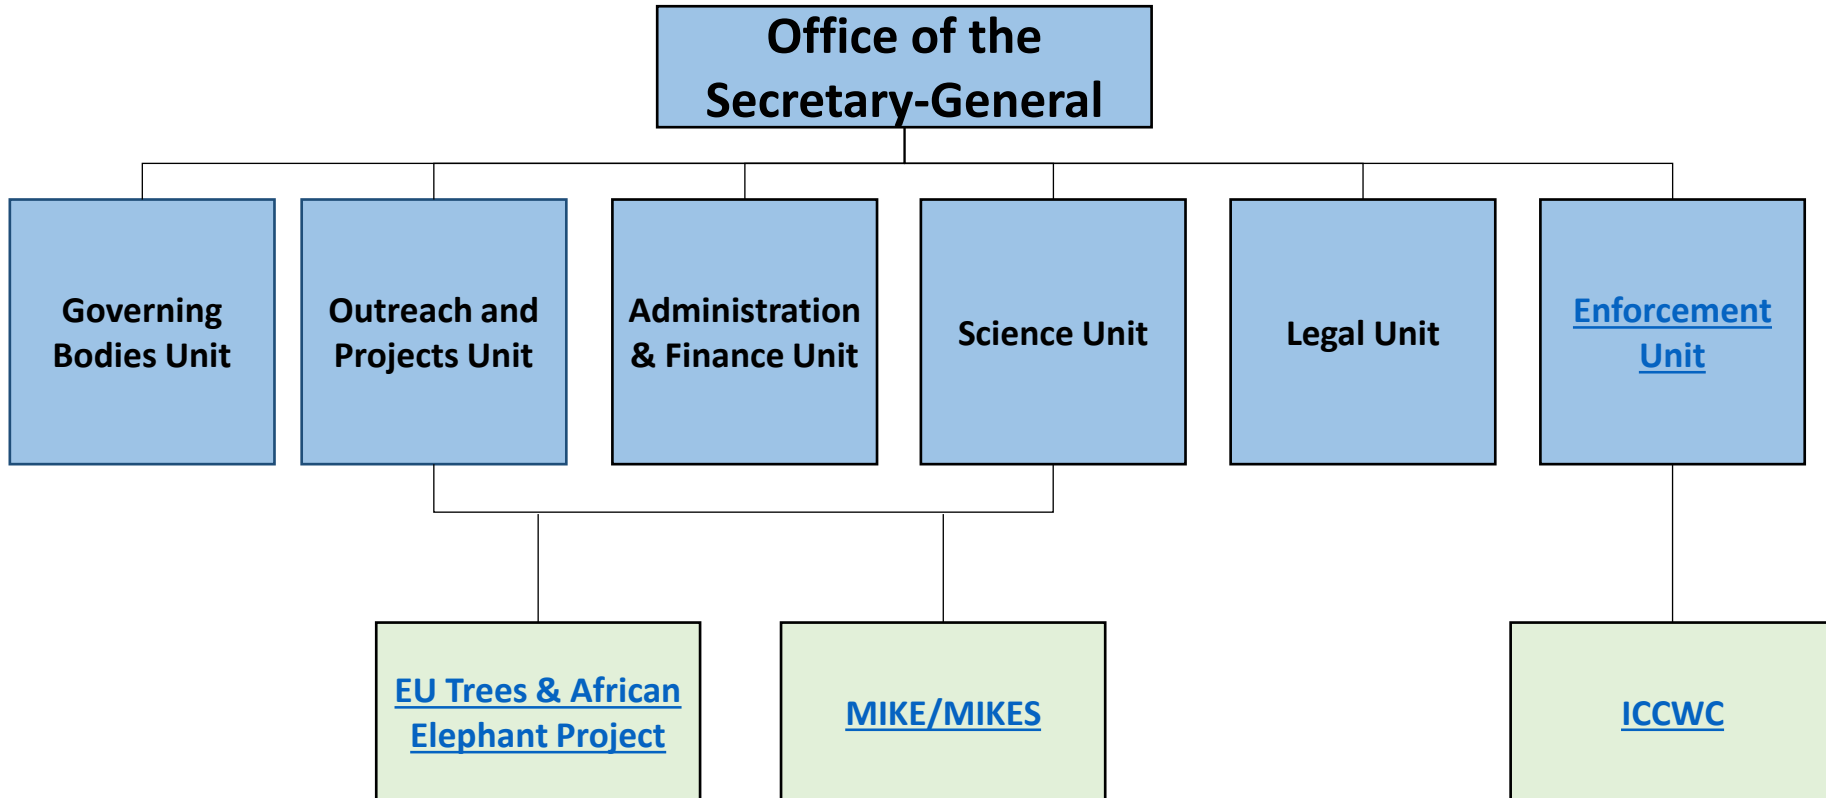 Office of the
Secretary-General
Governing
Bodies Unit
Outreach and
Projects Unit
Administration
& Finance Unit
Science Unit
Legal Unit
Enforcement
Unit
EU Trees & African
Elephant Project
MIKE/MIKES
ICCWC